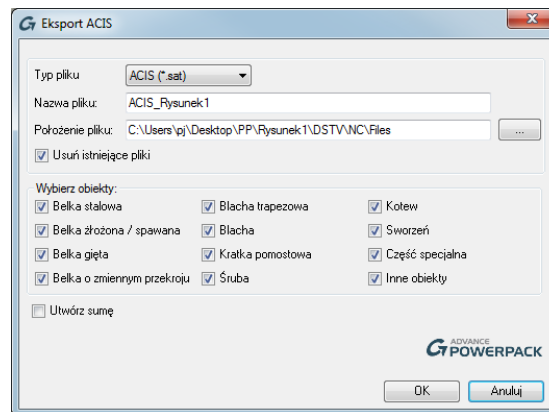 Eksport ACIS
Typ pliku ACIS (*.sat)
Nazwa pliku: ACIS_Rysunek1
Położenie pliku: C:\Users\pj\Desktop\PP\Rysunek1\DSTV\NC\Files ...
Usuń istniejące pliki
Wybierz obiekty:
Belka stalowa Blacha trapezowa Kotew
Belka złożona / spawana Blacha Sworzeń
Belka gięta Kratka pomostowa Część specjalna
Belka o zmiennym przekroju Śruba Inne obiekty
Utwórz sumę
ADVANCE
POWERPACK
OK Anuluj